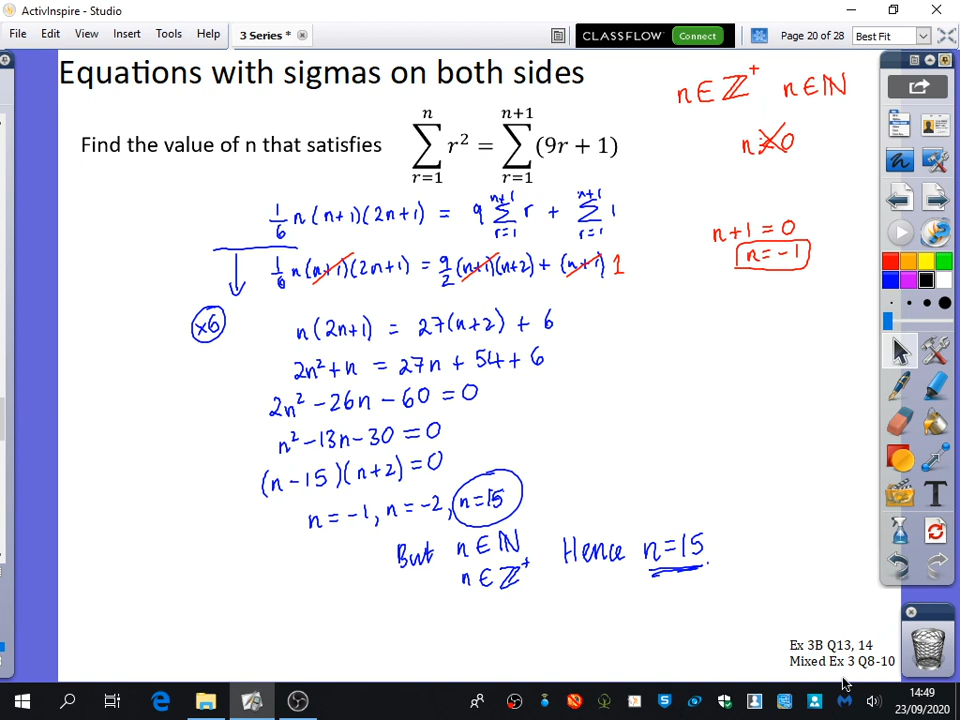 ActivInspire - Studio
File Edit View Insert Tools Help 3 Series * CLASSFLOW Connect Page 20 of 28 Best Fit
Equations with sigmas on both sides
n ∈ ℤ⁺ n ∈ ℕ
Find the value of n that satisfies ∑_{r=1}^{n} r² = ∑_{r=1}^{n+1} (9r + 1)
1/6 n(n+1)(2n+1) = 9 ∑_{r=1}^{n+1} r + ∑_{r=1}^{n+1} 1
n+1 = 0
n = -1
1/6 n(n+1)(2n+1) = 9/2 (n+1)(n+2) + (n+1) 1
×6
n(2n+1) = 27(n+2) + 6
2n² + n = 27n + 54 + 6
2n² - 26n - 60 = 0
n² - 13n - 30 = 0
(n - 15)(n + 2) = 0
n = -1, n = -2, n = 15
But n ∈ ℕ Hence n = 15.
n ∈ ℤ⁺
Ex 3B Q13, 14
Mixed Ex 3 Q8-10
14:49
23/09/2020